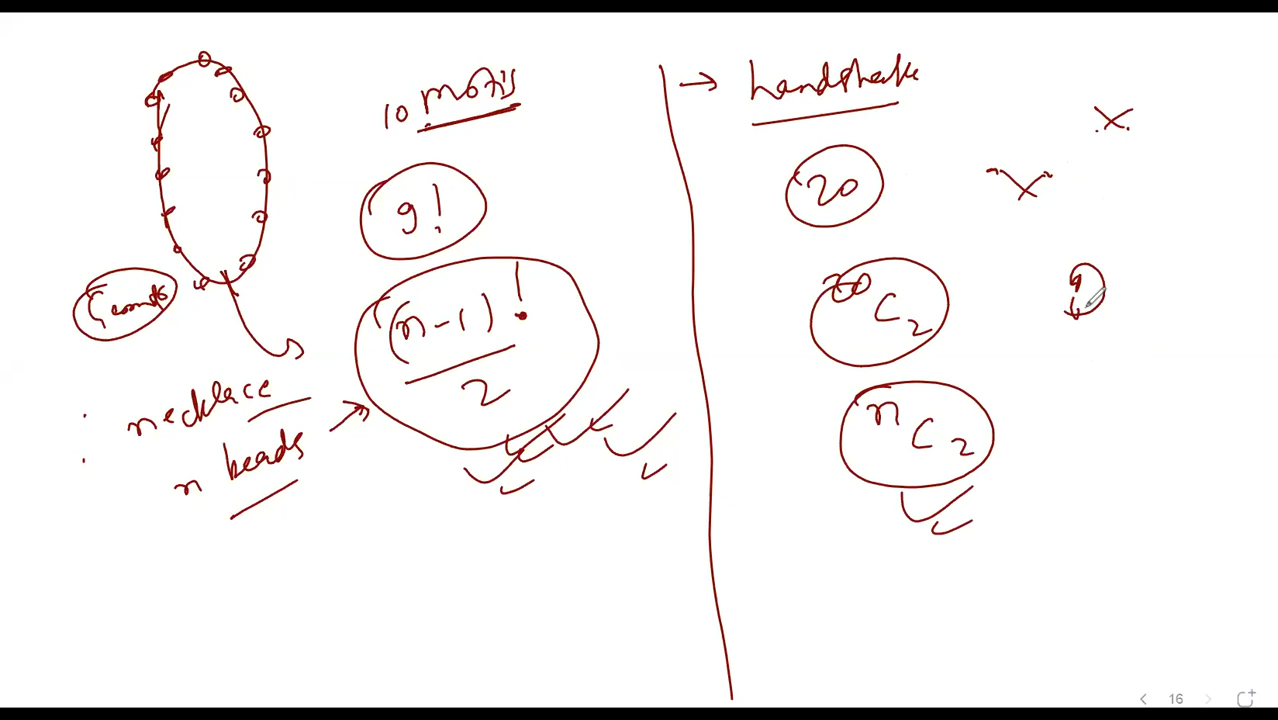 10 motis
9!
(n-1)!
2
necklace
n beads
→ handshake
20
20C2
nC2
16